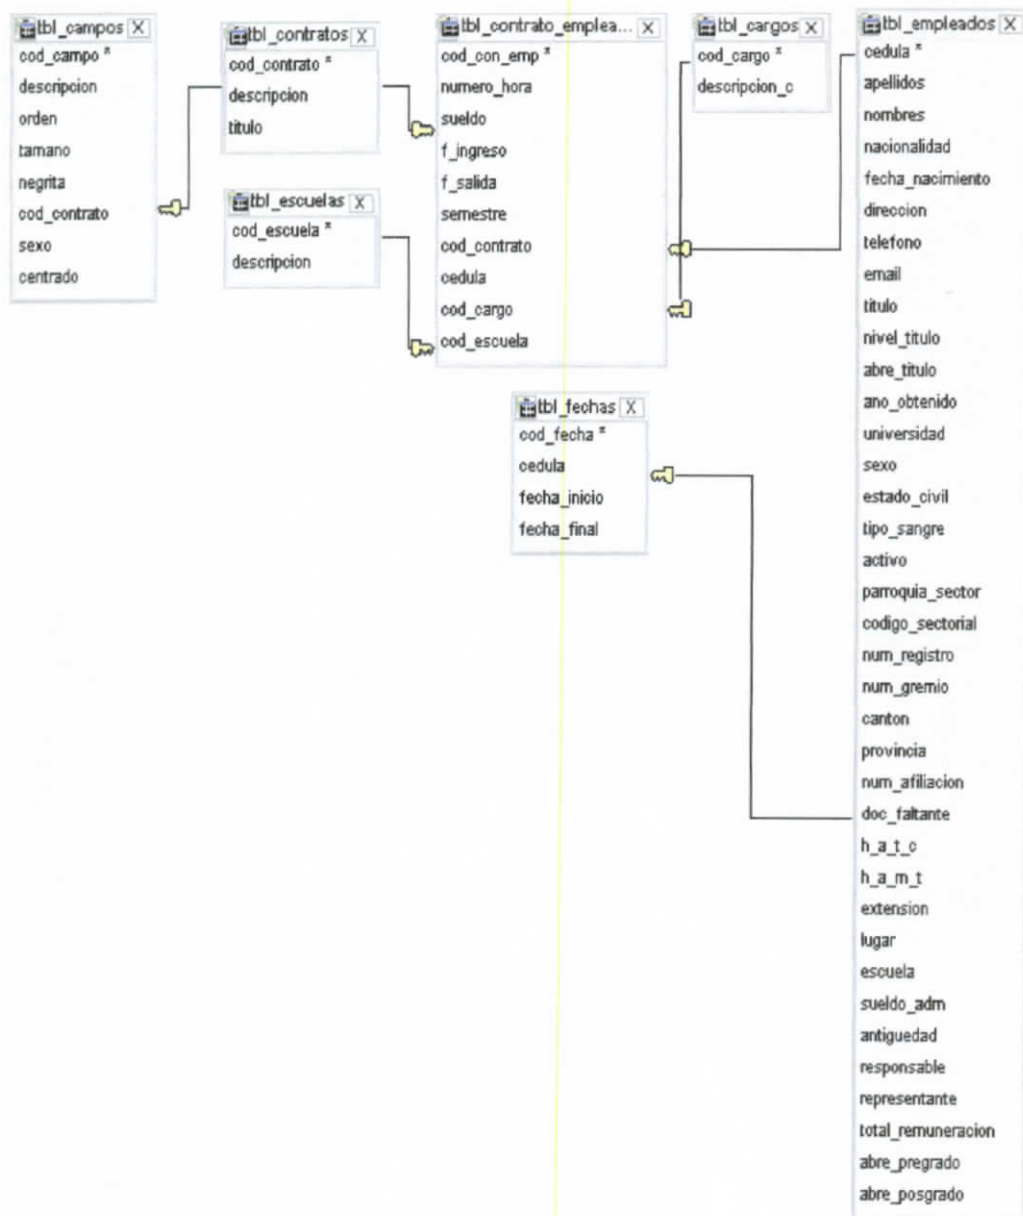 tbl_campos X
cod_campo *
descripcion
orden
tamano
negrita
cod_contrato
sexo
centrado
tbl_contratos X
cod_contrato *
descripcion
titulo
tbl_escuelas X
cod_escuela *
descripcion
tbl_contrato_emplea... X
cod_con_emp *
numero_hora
sueldo
f_ingreso
f_salida
semestre
cod_contrato
cedula
cod_cargo
cod_escuela
tbl_cargos X
cod_cargo *
descripcion_c
tbl_fechas X
cod_fecha *
cedula
fecha_inicio
fecha_final
tbl_empleados X
cedula *
apellidos
nombres
nacionalidad
fecha_nacimiento
direccion
telefono
email
titulo
nivel_titulo
abre_titulo
ano_obtenido
universidad
sexo
estado_civil
tipo_sangre
activo
parroquia_sector
codigo_sectorial
num_registro
num_gremio
canton
provincia
num_afiliacion
doc_faltante
h_a_t_c
h_a_m_t
extension
lugar
escuela
sueldo_adm
antiguedad
responsable
representante
total_remuneracion
abre_pregrado
abre_posgrado